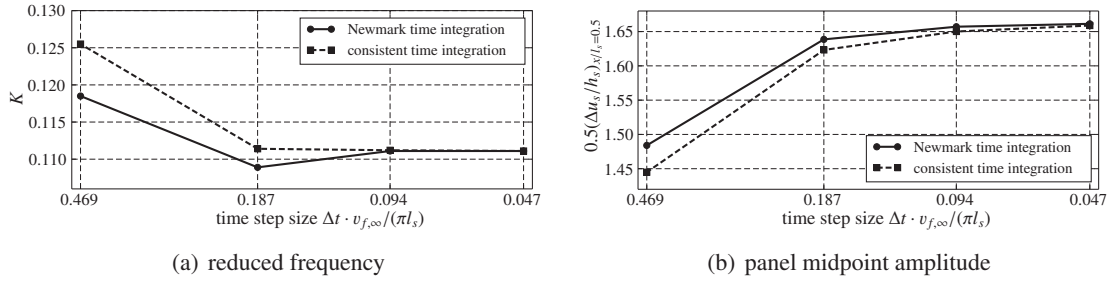 0.130
0.125
0.120
0.115
0.110
K
Newmark time integration
consistent time integration
0.469 0.187 0.094 0.047
time step size Δt · v_{f,∞}/(πl_s)
(a) reduced frequency
1.65
1.60
1.55
1.50
1.45
0.5(Δu_s/h_s)_{x/l_s=0.5}
Newmark time integration
consistent time integration
0.469 0.187 0.094 0.047
time step size Δt · v_{f,∞}/(πl_s)
(b) panel midpoint amplitude